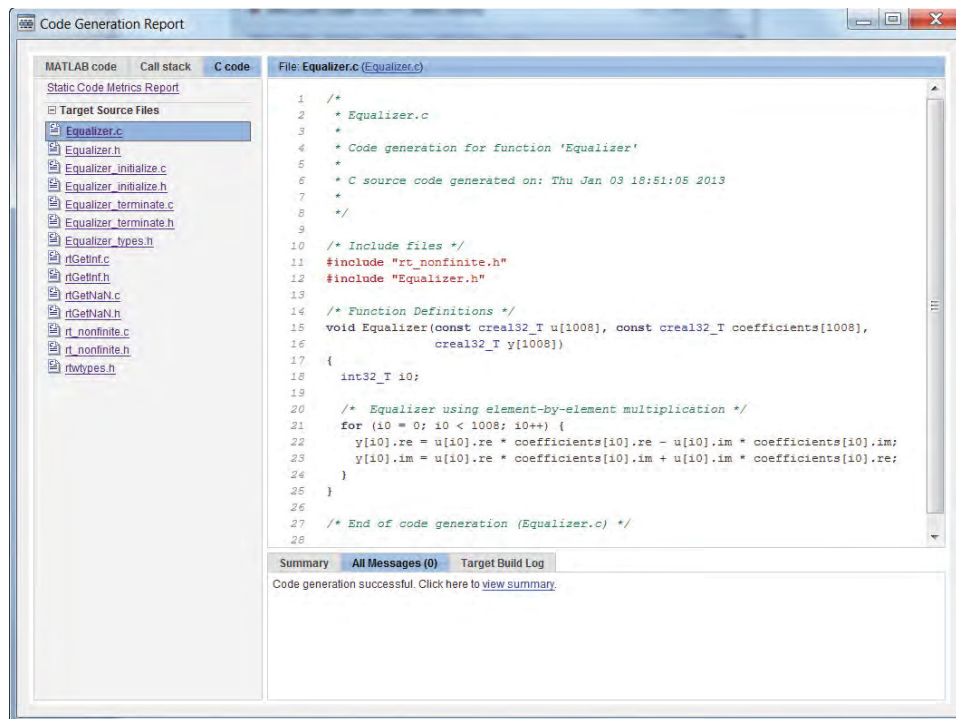 Code Generation Report
MATLAB code Call stack C code
Static Code Metrics Report
Target Source Files
Equalizer.c
Equalizer.h
Equalizer_initialize.c
Equalizer_initialize.h
Equalizer_terminate.c
Equalizer_terminate.h
Equalizer_types.h
rtGetInf.c
rtGetInf.h
rtGetNaN.c
rtGetNaN.h
rt_nonfinite.c
rt_nonfinite.h
rtwtypes.h
File: Equalizer.c (Equalizer.c)
1 /*
2 * Equalizer.c
3 *
4 * Code generation for function 'Equalizer'
5 *
6 * C source code generated on: Thu Jan 03 18:51:05 2013
7 *
8 */
9
10 /* Include files */
11 #include "rt_nonfinite.h"
12 #include "Equalizer.h"
13
14 /* Function Definitions */
15 void Equalizer(const creal32_T u[1008], const creal32_T coefficients[1008],
16 creal32_T y[1008])
17 {
18 int32_T i0;
19
20 /* Equalizer using element-by-element multiplication */
21 for (i0 = 0; i0 < 1008; i0++) {
22 y[i0].re = u[i0].re * coefficients[i0].re - u[i0].im * coefficients[i0].im;
23 y[i0].im = u[i0].re * coefficients[i0].im + u[i0].im * coefficients[i0].re;
24 }
25 }
26
27 /* End of code generation (Equalizer.c) */
28
Summary All Messages (0) Target Build Log
Code generation successful. Click here to view summary.